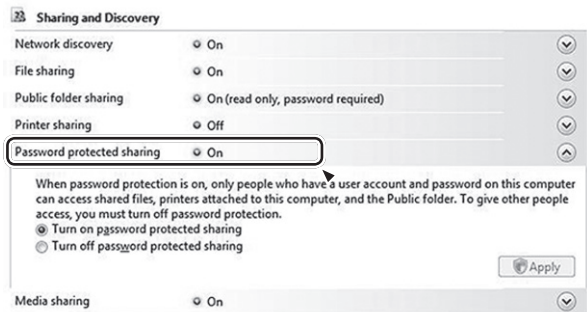 Sharing and Discovery
Network discovery On
File sharing On
Public folder sharing On (read only, password required)
Printer sharing Off
Password protected sharing On
When password protection is on, only people who have a user account and password on this computer
can access shared files, printers attached to this computer, and the Public folder. To give other people
access, you must turn off password protection.
Turn on password protected sharing
Turn off password protected sharing
Apply
Media sharing On